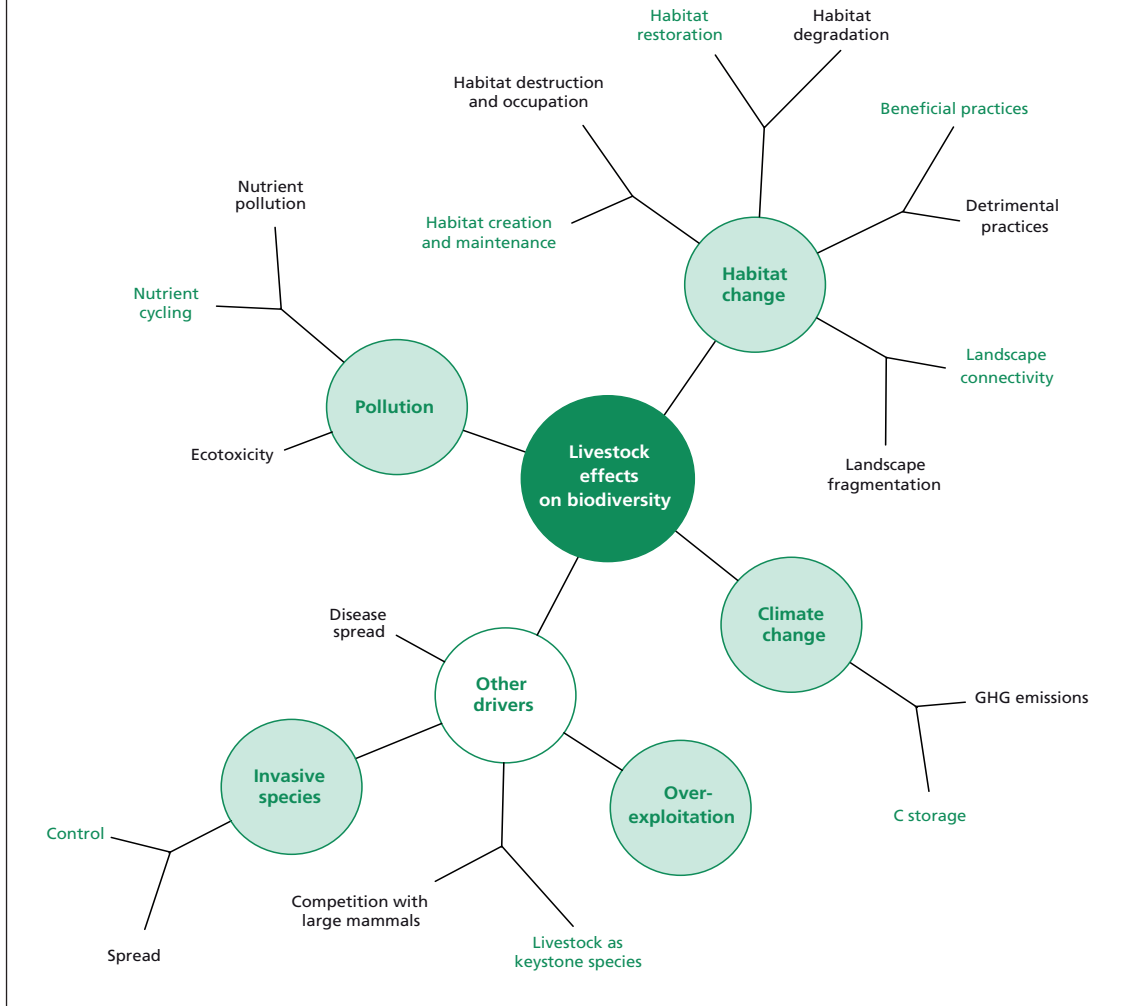 Habitat
restoration
Habitat
degradation
Habitat destruction
and occupation
Beneficial practices
Nutrient
pollution
Detrimental
practices
Habitat creation
and maintenance
Habitat
change
Nutrient
cycling
Landscape
connectivity
Pollution
Ecotoxicity
Livestock
effects
on biodiversity
Landscape
fragmentation
Climate
change
Disease
spread
Other
drivers
GHG emissions
Invasive
species
Over-
exploitation
C storage
Control
Competition with
large mammals
Livestock as
keystone species
Spread